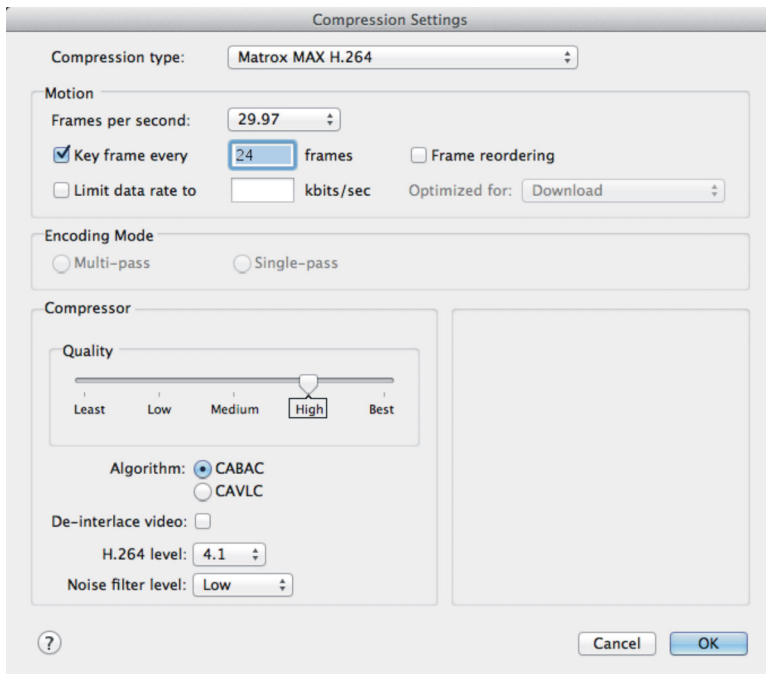 Compression Settings
Compression type: Matrox MAX H.264
Motion
Frames per second: 29.97
Key frame every 24 frames Frame reordering
Limit data rate to kbits/sec Optimized for: Download
Encoding Mode
Multi-pass Single-pass
Compressor
Quality
Least Low Medium High Best
Algorithm: CABAC
CAVLC
De-interlace video:
H.264 level: 4.1
Noise filter level: Low
? Cancel OK